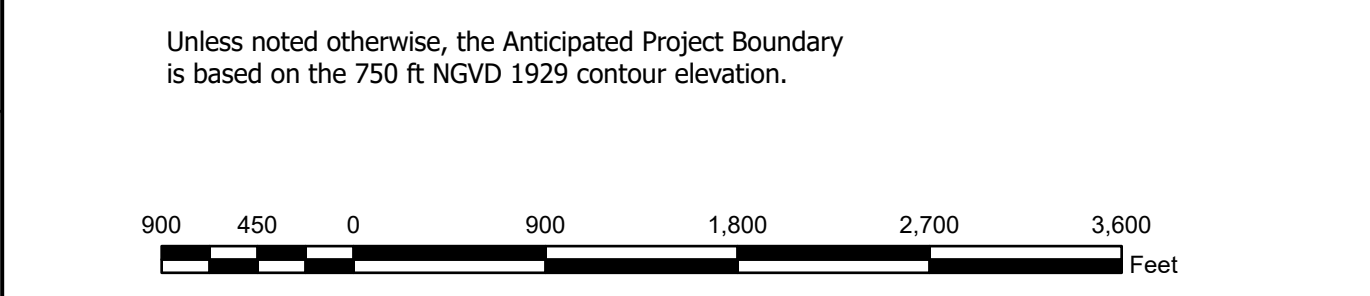 Unless noted otherwise, the Anticipated Project Boundary
is based on the 750 ft NGVD 1929 contour elevation.
900 450 0 900 1,800 2,700 3,600
Feet